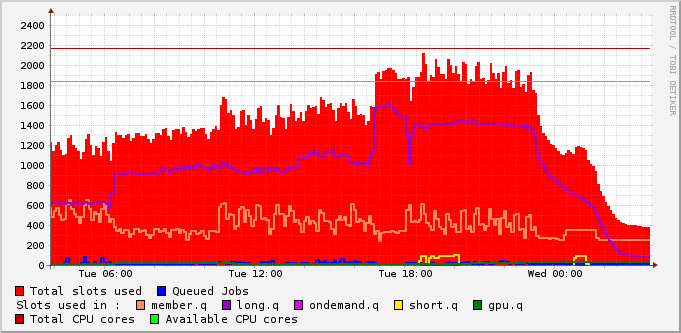 RRDTOOL / TOBI OETIKER
2400
2200
2000
1800
1600
1400
1200
1000
800
600
400
200
0
Tue 06:00 Tue 12:00 Tue 18:00 Wed 00:00
Total slots used Queued Jobs
Slots used in : member.q long.q ondemand.q short.q gpu.q
Total CPU cores Available CPU cores